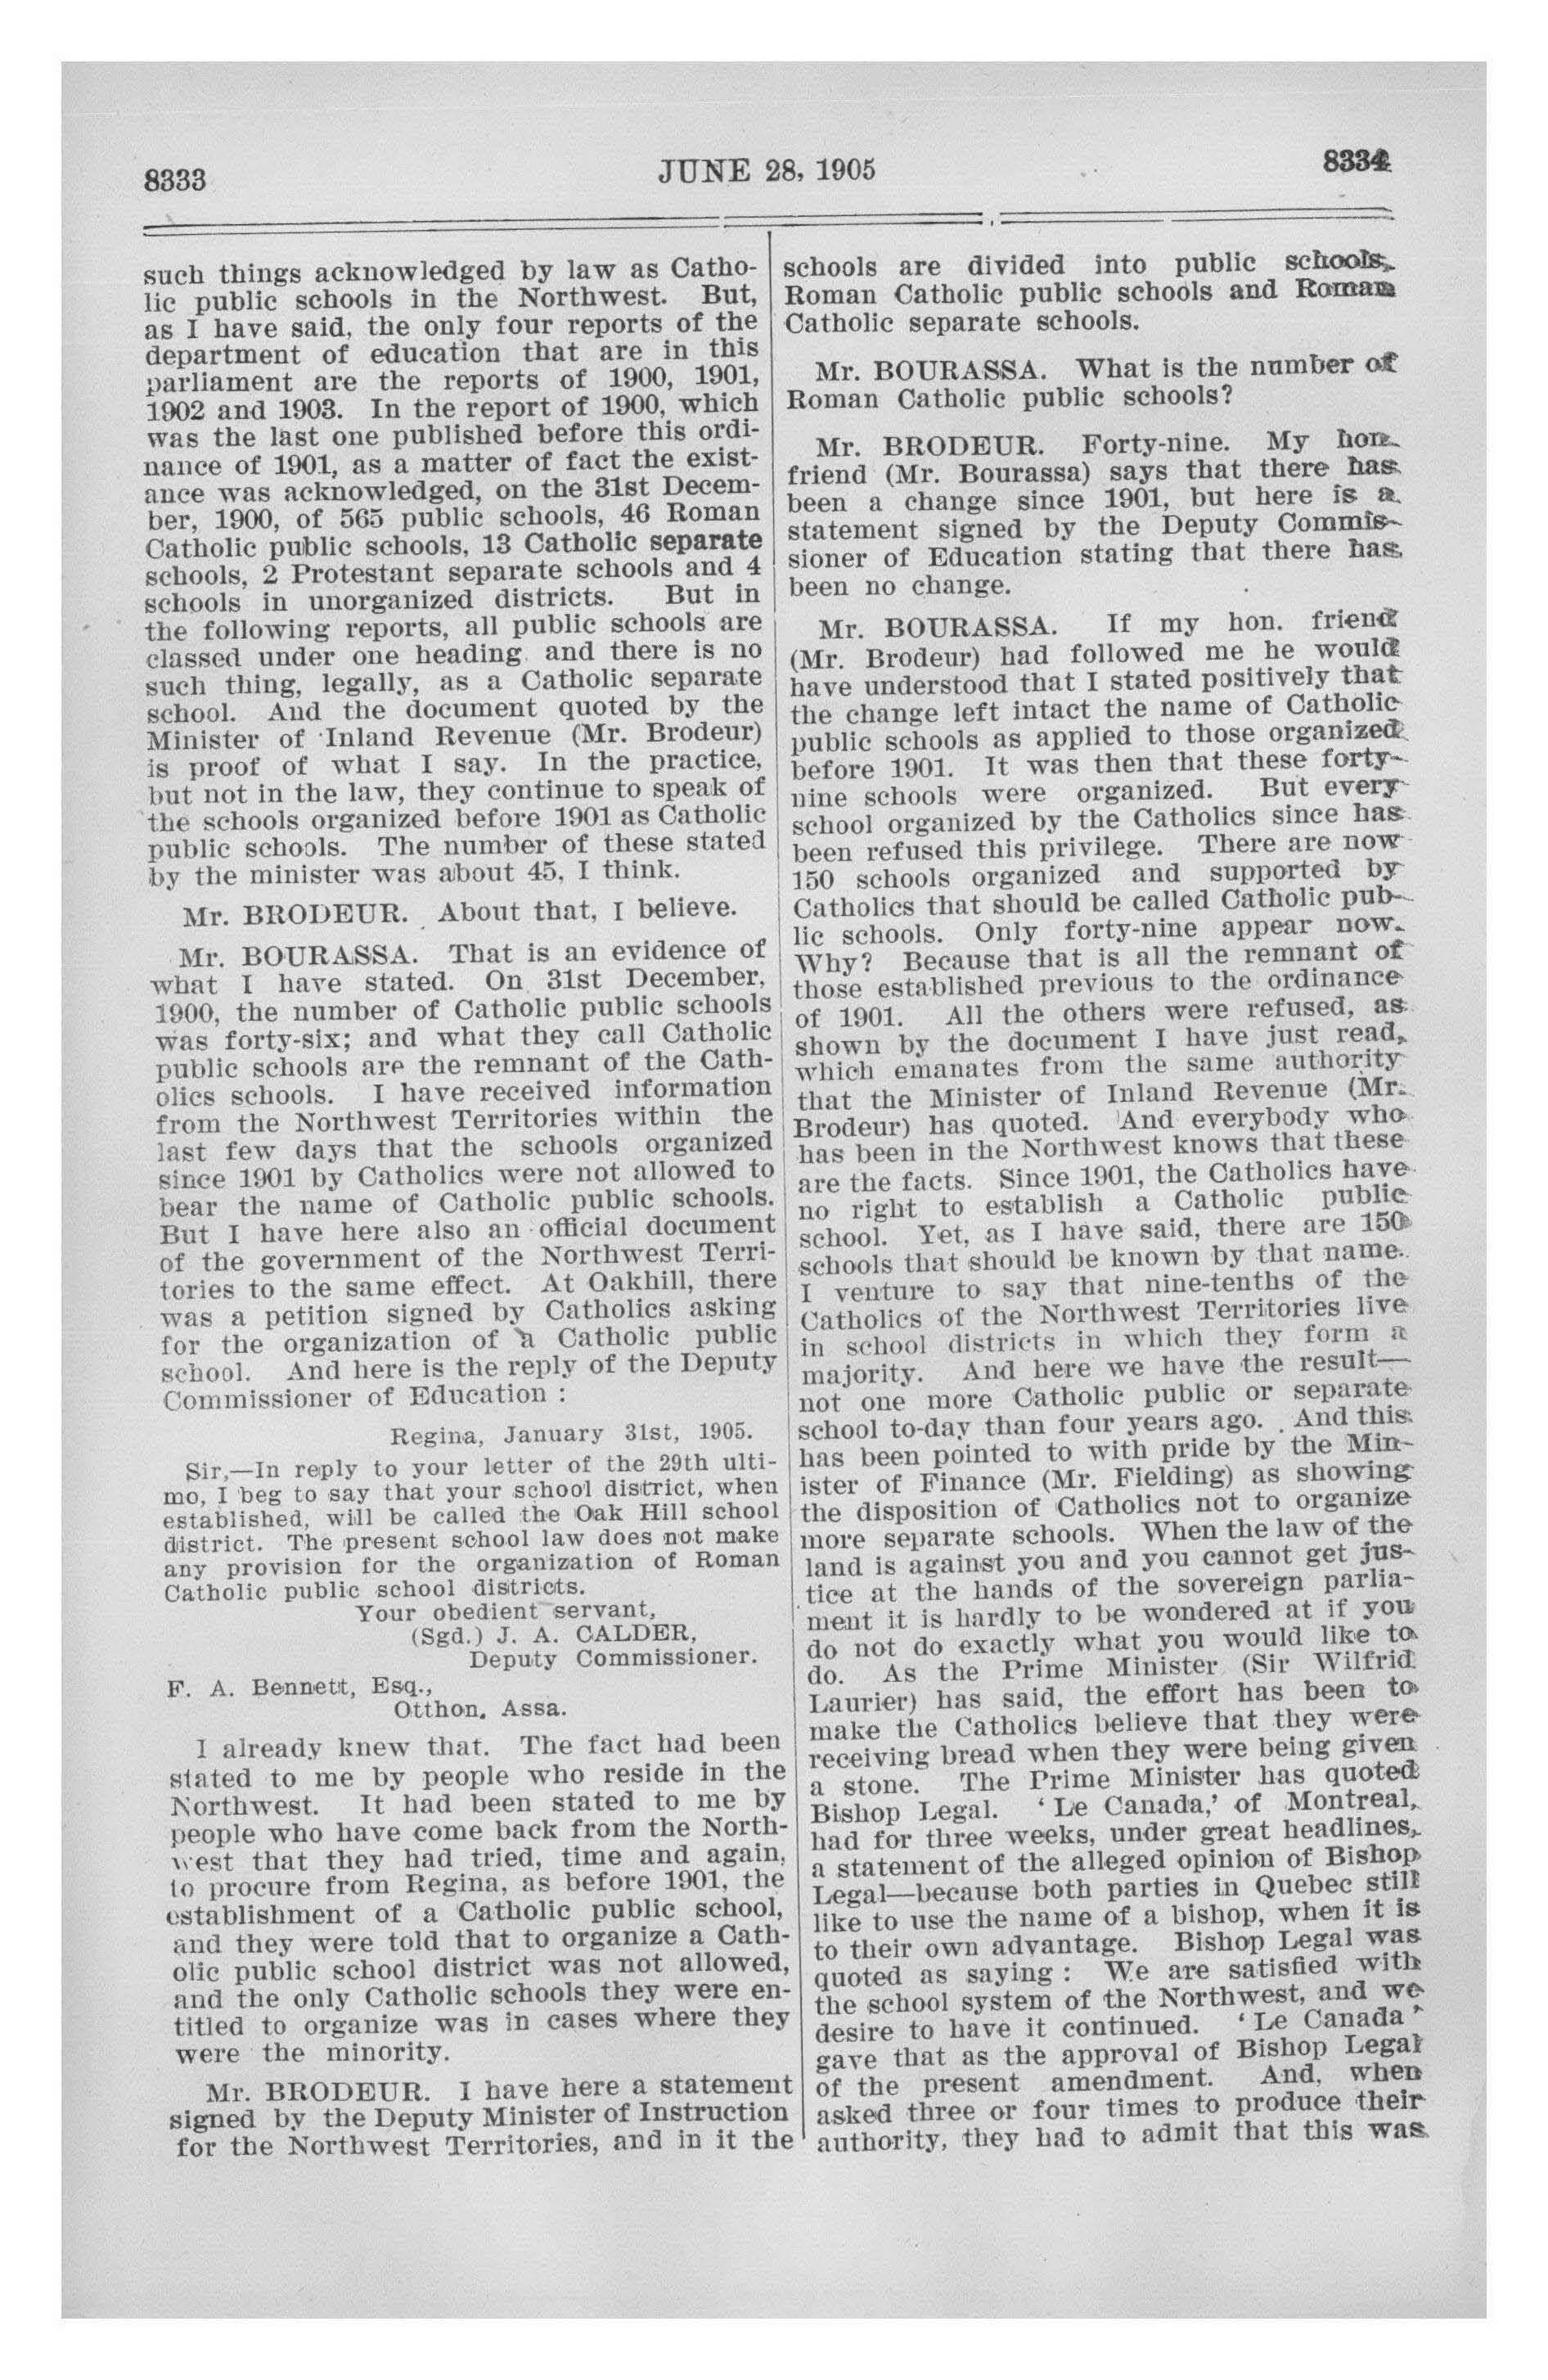 8333
JUNE 28, 1905
8334
such things acknowledged by law as Catho-
lic public schools in the Northwest. But,
as I have said, the only four reports of the
department of education that are in this
parliament are the reports of 1900, 1901,
1902 and 1903. In the report of 1900, which
was the last one published before this ordi-
nance of 1901, as a matter of fact the exist-
ance was acknowledged, on the 31st Decem-
ber, 1900, of 565 public schools, 46 Roman
Catholic public schools, 13 Catholic separate
schools, 2 Protestant separate schools and 4
schools in unorganized districts. But in
the following reports, all public schools are
classed under one heading and there is no
such thing, legally, as a Catholic separate
school. And the document quoted by the
Minister of Inland Revenue (Mr. Brodeur)
is proof of what I say. In the practice,
but not in the law, they continue to speak of
the schools organized before 1901 as Catholic
public schools. The number of these stated
by the minister was about 45, I think.
Mr. BRODEUR. About that, I believe.
Mr. BOURASSA. That is an evidence of
what I have stated. On 31st December,
1900, the number of Catholic public schools
was forty-six; and what they call Catholic
public schools are the remnant of the Cath-
olics schools. I have received information
from the Northwest Territories within the
last few days that the schools organized
since 1901 by Catholics were not allowed to
bear the name of Catholic public schools.
But I have here also an official document
of the government of the Northwest Terri-
tories to the same effect. At Oakhill, there
was a petition signed by Catholics asking
for the organization of a Catholic public
school. And here is the reply of the Deputy
Commissioner of Education :
Regina, January 31st, 1905.
Sir,—In reply to your letter of the 29th ulti-
mo, I beg to say that your school district, when
established, will be called the Oak Hill school
district. The present school law does not make
any provision for the organization of Roman
Catholic public school districts.
Your obedient servant,
(Sgd.) J. A. CALDER,
Deputy Commissioner.
F. A. Bennett, Esq.,
Otthon, Assa.
I already knew that. The fact had been
stated to me by people who reside in the
Northwest. It had been stated to me by
people who have come back from the North-
west that they had tried, time and again,
to procure from Regina, as before 1901, the
establishment of a Catholic public school,
and they were told that to organize a Cath-
olic public school district was not allowed,
and the only Catholic schools they were en-
titled to organize was in cases where they
were the minority.
Mr. BRODEUR. I have here a statement
signed by the Deputy Minister of Instruction
for the Northwest Territories, and in it the
schools are divided into public schools,
Roman Catholic public schools and Roman
Catholic separate schools.
Mr. BOURASSA. What is the number of
Roman Catholic public schools?
Mr. BRODEUR. Forty-nine. My hon.
friend (Mr. Bourassa) says that there has
been a change since 1901, but here is a
statement signed by the Deputy Commis-
sioner of Education stating that there has
been no change.
Mr. BOURASSA. If my hon. friend
(Mr. Brodeur) had followed me he would
have understood that I stated positively that
the change left intact the name of Catholic
public schools as applied to those organized
before 1901. It was then that these forty-
nine schools were organized. But every
school organized by the Catholics since has
been refused this privilege. There are now
150 schools organized and supported by
Catholics that should be called Catholic pub-
lic schools. Only forty-nine appear now.
Why? Because that is all the remnant of
those established previous to the ordinance
of 1901. All the others were refused, as
shown by the document I have just read,
which emanates from the same authority
that the Minister of Inland Revenue (Mr.
Brodeur) has quoted. And everybody who
has been in the Northwest knows that these
are the facts. Since 1901, the Catholics have
no right to establish a Catholic public
school. Yet, as I have said, there are 150
schools that should be known by that name.
I venture to say that nine-tenths of the
Catholics of the Northwest Territories live
in school districts in which they form a
majority. And here we have the result—
not one more Catholic public or separate
school to-day than four years ago. And this
has been pointed to with pride by the Min-
ister of Finance (Mr. Fielding) as showing
the disposition of Catholics not to organize
more separate schools. When the law of the
land is against you and you cannot get jus-
tice at the hands of the sovereign parlia-
ment it is hardly to be wondered at if you
do not do exactly what you would like to
do. As the Prime Minister (Sir Wilfrid
Laurier) has said, the effort has been to
make the Catholics believe that they were
receiving bread when they were being given
a stone. The Prime Minister has quoted
Bishop Legal. ‘ Le Canada,’ of Montreal,
had for three weeks, under great headlines,
a statement of the alleged opinion of Bishop
Legal—because both parties in Quebec still
like to use the name of a bishop, when it is
to their own advantage. Bishop Legal was
quoted as saying : We are satisfied with
the school system of the Northwest, and we
desire to have it continued. ‘ Le Canada ’
gave that as the approval of Bishop Legal
of the present amendment. And, when
asked three or four times to produce their
authority, they had to admit that this was